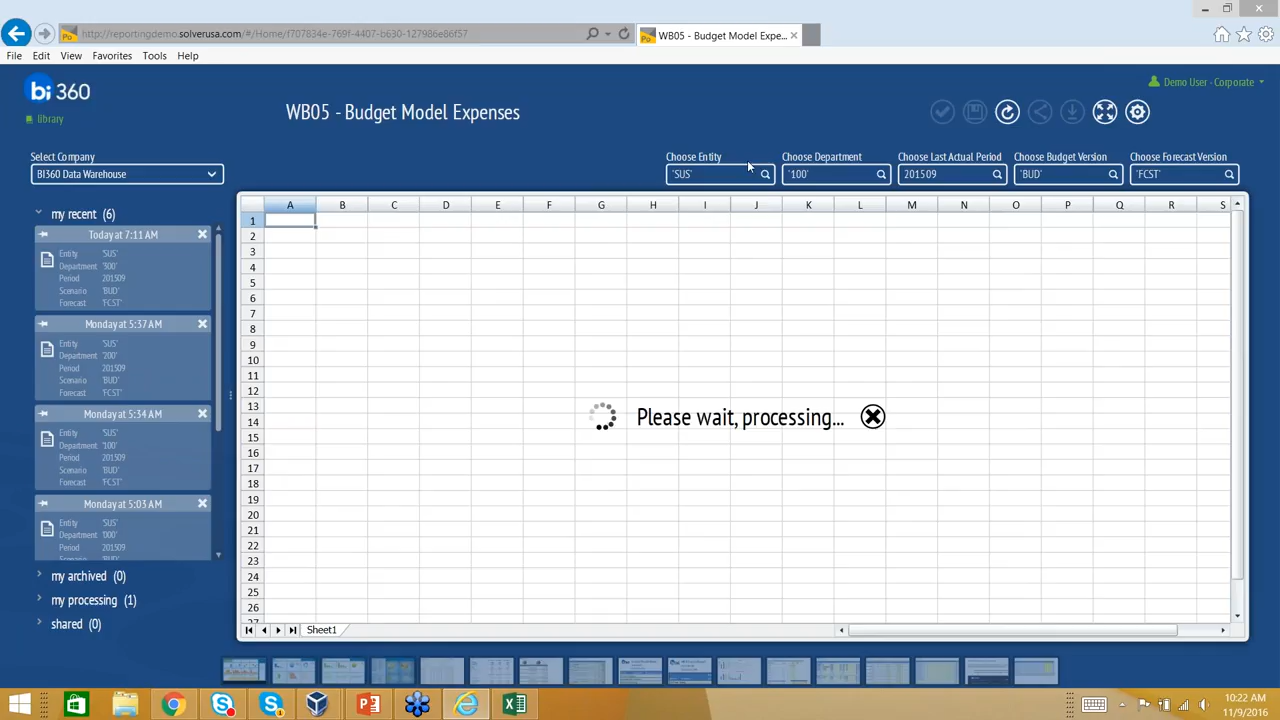 http://reportingdemo.solverusa.com/#/Home/f707834e-769f-4407-b630-127986e86f57
WB05 - Budget Model Expe...
File Edit View Favorites Tools Help
bi360
library
WB05 - Budget Model Expenses
Demo User - Corporate
Select Company
BI360 Data Warehouse
Choose Entity Choose Department Choose Last Actual Period Choose Budget Version Choose Forecast Version
'SUS' '100' 201509 'BUD' 'FCST'
my recent (6)
Today at 7:11 AM
Entity 'SUS'
Department '300'
Period 201509
Scenario 'BUD'
Forecast 'FCST'
Monday at 5:37 AM
Entity 'SUS'
Department '200'
Period 201509
Scenario 'BUD'
Forecast 'FCST'
Monday at 5:34 AM
Entity 'SUS'
Department '100'
Period 201509
Scenario 'BUD'
Forecast 'FCST'
Monday at 5:03 AM
Entity 'SUS'
Department '000'
Period 201509
Scenario 'BUD'
my archived (0)
my processing (1)
shared (0)
A B C D E F G H I J K L M N O P Q R S
1
2
3
4
5
6
7
8
9
10
11
12
13
14
15
16
17
18
19
20
21
22
23
24
25
26
27
Please wait, processing...
Sheet1
10:22 AM
11/9/2016